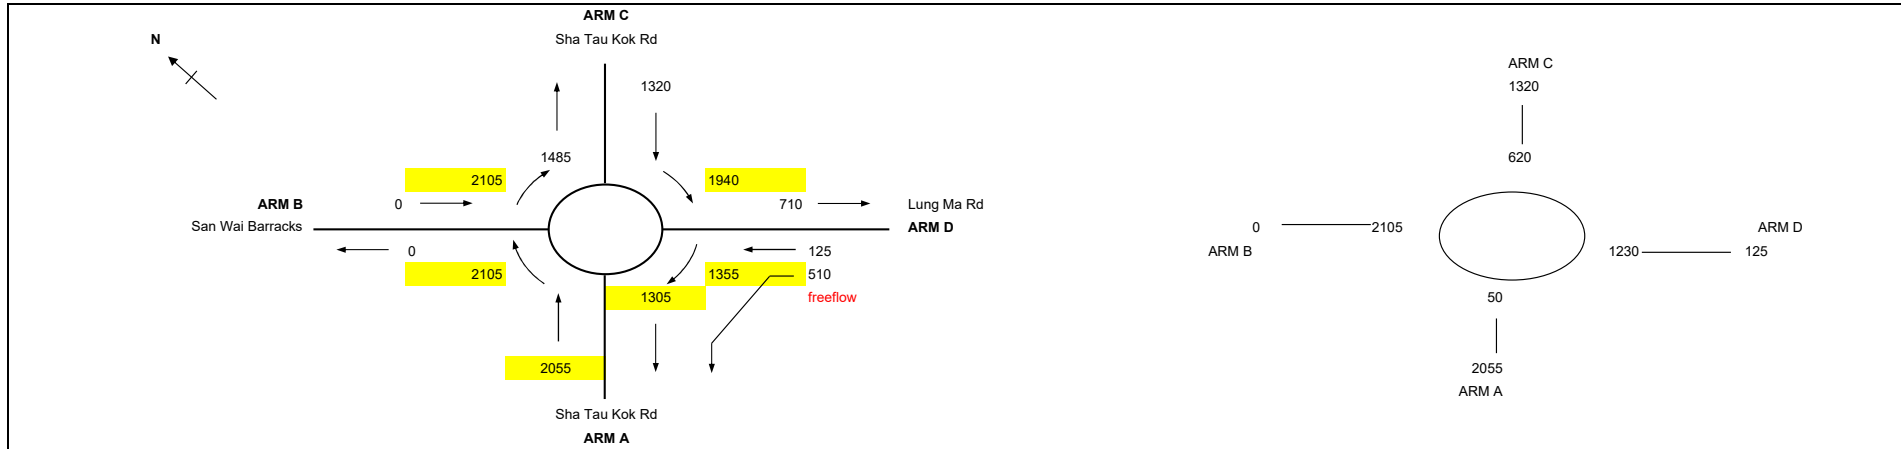 ARM C
Sha Tau Kok Rd
N
1320
1485
2105
1940
ARM B
0
710
Lung Ma Rd
San Wai Barracks
ARM D
0
125
2105
1355
510
1305
freeflow
2055
Sha Tau Kok Rd
ARM A
ARM C
1320
620
0
2105
ARM D
ARM B
1230
125
50
2055
ARM A